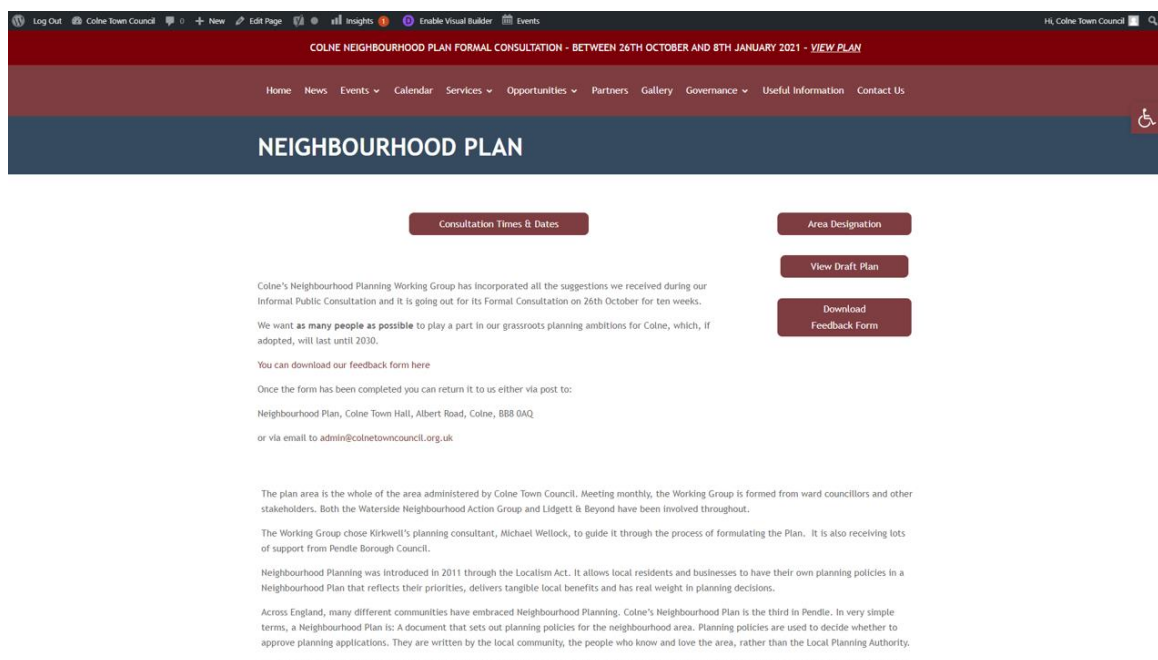 Log Out Colne Town Council 0 + New Edit Page Insights 1 Enable Visual Builder Events Hi, Colne Town Council
COLNE NEIGHBOURHOOD PLAN FORMAL CONSULTATION - BETWEEN 26TH OCTOBER AND 8TH JANUARY 2021 - VIEW PLAN
Home News Events Calendar Services Opportunities Partners Gallery Governance Useful Information Contact Us
NEIGHBOURHOOD PLAN
Consultation Times & Dates
Area Designation
View Draft Plan
Download
Feedback Form
Colne's Neighbourhood Planning Working Group has incorporated all the suggestions we received during our
Informal Public Consultation and it is going out for its Formal Consultation on 26th October for ten weeks.
We want as many people as possible to play a part in our grassroots planning ambitions for Colne, which, if
adopted, will last until 2030.
You can download our feedback form here
Once the form has been completed you can return it to us either via post to:
Neighbourhood Plan, Colne Town Hall, Albert Road, Colne, BB8 0AQ
or via email to admin@colnetowncouncil.org.uk
The plan area is the whole of the area administered by Colne Town Council. Meeting monthly, the Working Group is formed from ward councillors and other
stakeholders. Both the Waterside Neighbourhood Action Group and Lidgett & Beyond have been involved throughout.
The Working Group chose Kirkwell's planning consultant, Michael Wellock, to guide it through the process of formulating the Plan. It is also receiving lots
of support from Pendle Borough Council.
Neighbourhood Planning was introduced in 2011 through the Localism Act. It allows local residents and businesses to have their own planning policies in a
Neighbourhood Plan that reflects their priorities, delivers tangible local benefits and has real weight in planning decisions.
Across England, many different communities have embraced Neighbourhood Planning. Colne's Neighbourhood Plan is the third in Pendle. In very simple
terms, a Neighbourhood Plan is: A document that sets out planning policies for the neighbourhood area. Planning policies are used to decide whether to
approve planning applications. They are written by the local community, the people who know and love the area, rather than the Local Planning Authority.